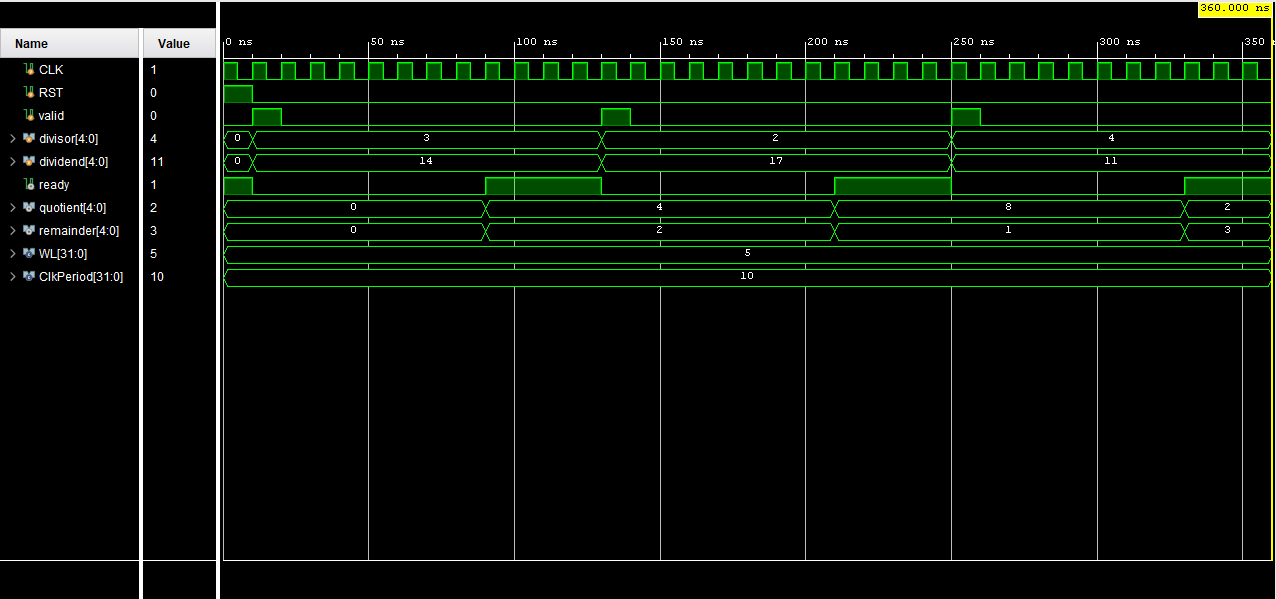 360.000 ns
Name Value
0 ns 50 ns 100 ns 150 ns 200 ns 250 ns 300 ns 350
CLK 1
RST 0
valid 0
divisor[4:0] 4 0 3 2 4
dividend[4:0] 11 0 14 17 11
ready 1
quotient[4:0] 2 0 4 8 2
remainder[4:0] 3 0 2 1 3
WL[31:0] 5 5
ClkPeriod[31:0] 10 10